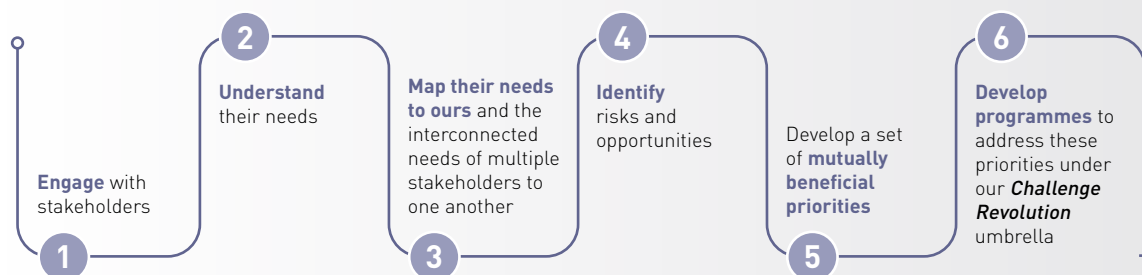 1
Engage with
stakeholders
2
Understand
their needs
3
Map their needs
to ours and the
interconnected
needs of multiple
stakeholders to
one another
4
Identify
risks and
opportunities
5
Develop a set
of mutually
beneficial
priorities
6
Develop
programmes to
address these
priorities under
our Challenge
Revolution
umbrella